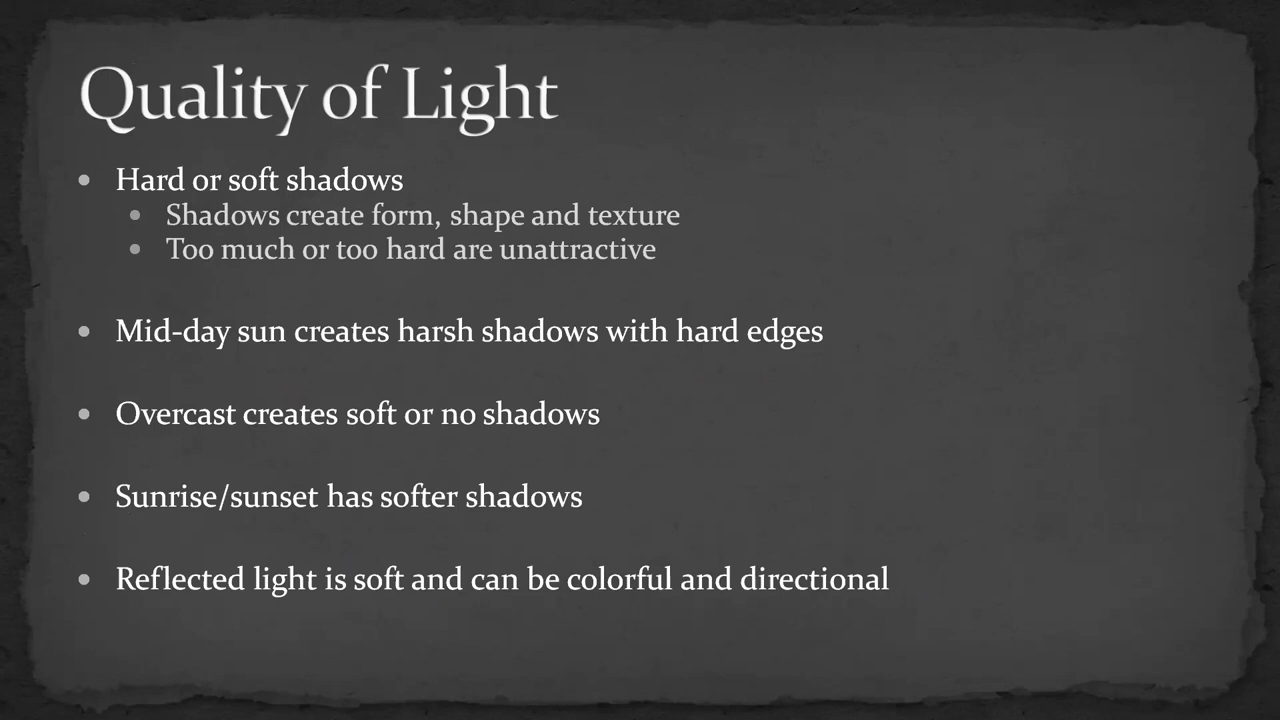 Quality of Light
• Hard or soft shadows
• Shadows create form, shape and texture
• Too much or too hard are unattractive
• Mid-day sun creates harsh shadows with hard edges
• Overcast creates soft or no shadows
• Sunrise/sunset has softer shadows
• Reflected light is soft and can be colorful and directional